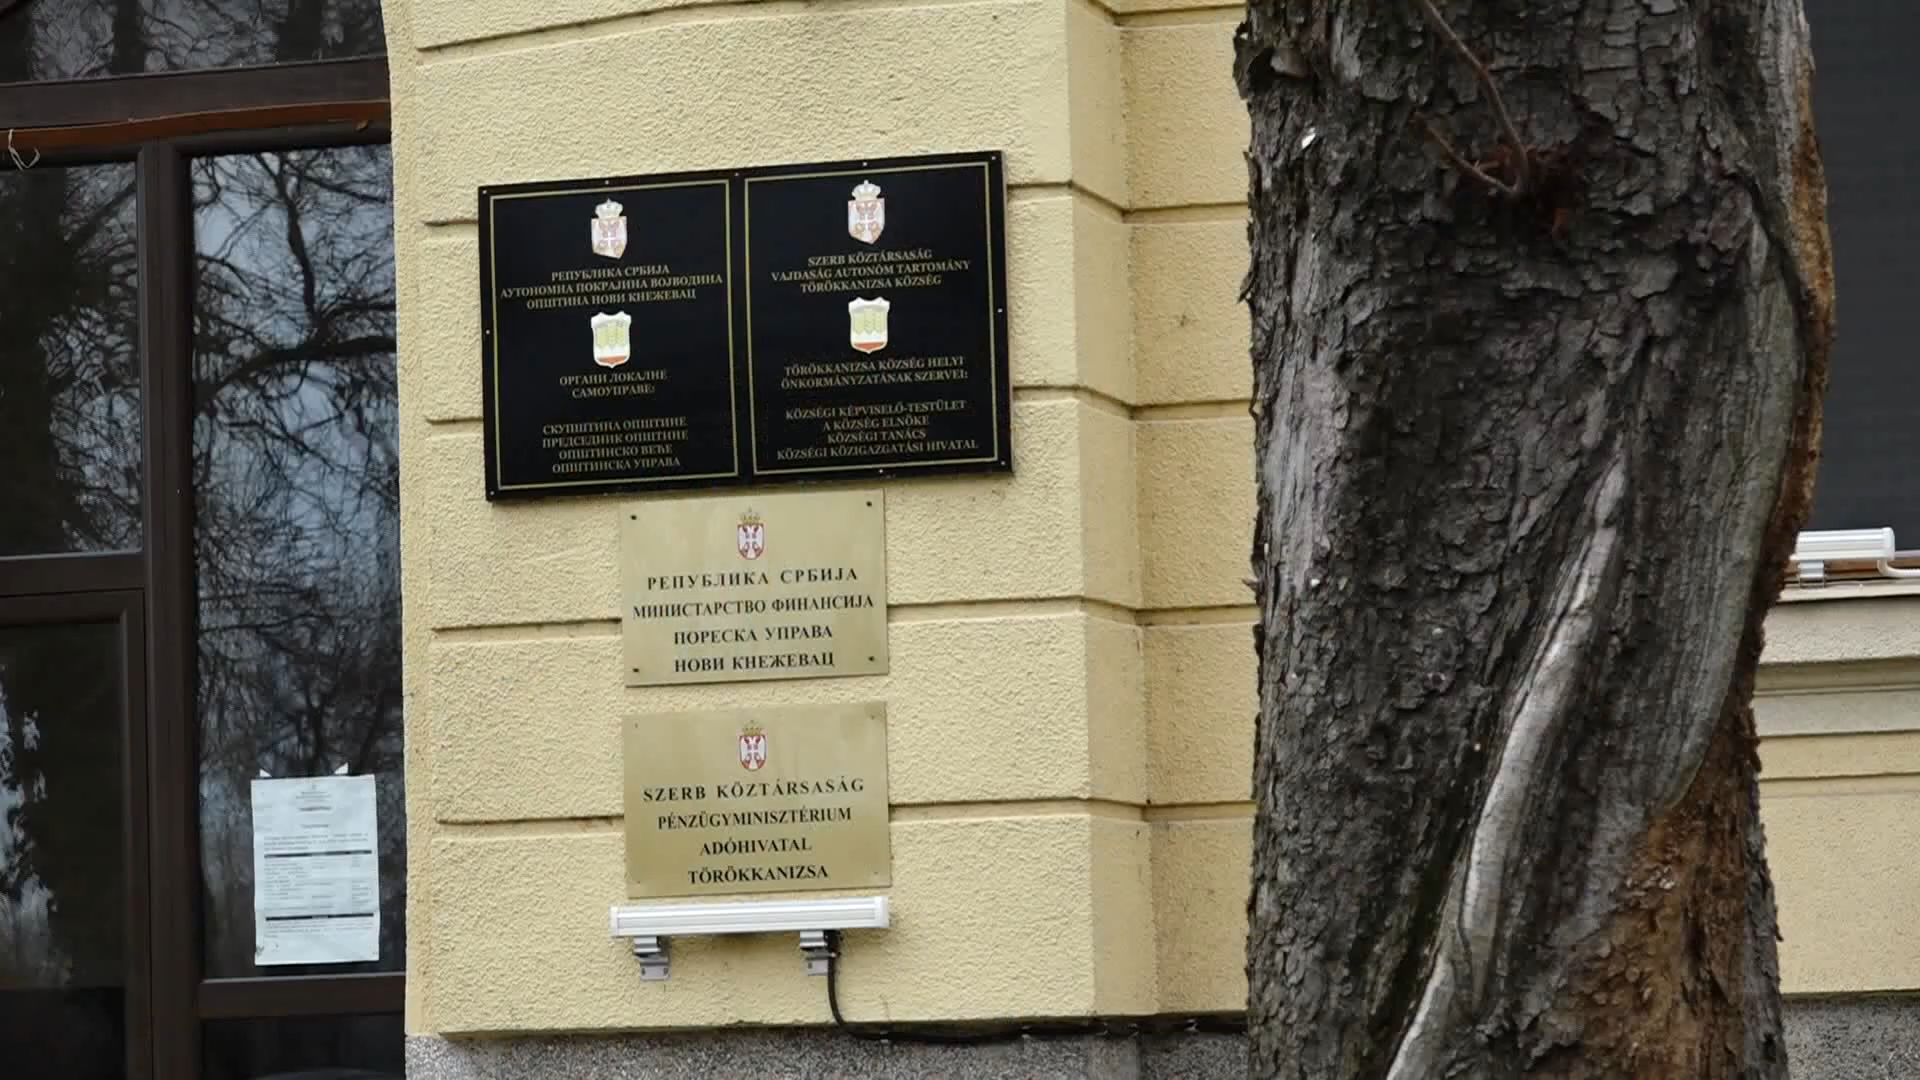 РЕПУБЛИКА СРБИЈА
АУТОНОМНА ПОКРАЈИНА ВОЈВОДИНА
ОПШТИНА НОВИ КНЕЖЕВАЦ
ОРГАНИ ЛОКАЛНЕ
САМОУПРАВЕ:
СКУПШТИНА ОПШТИНЕ
ПРЕДСЕДНИК ОПШТИНЕ
ОПШТИНСКО ВЕЋЕ
ОПШТИНСКА УПРАВА
SZERB KÖZTÁRSASÁG
VAJDASÁG AUTONÓM TARTOMÁNY
TÖRÖKKANIZSA KÖZSÉG
TÖRÖKKANIZSA KÖZSÉG HELYI
ÖNKORMÁNYZATÁNAK SZERVEI:
KÖZSÉGI KÉPVISELŐ-TESTÜLET
A KÖZSÉG ELNÖKE
KÖZSÉGI TANÁCS
KÖZSÉGI KÖZIGAZGATÁSI HIVATAL
РЕПУБЛИКА СРБИЈА
МИНИСТАРСТВО ФИНАНСИЈА
ПОРЕСКА УПРАВА
НОВИ КНЕЖЕВАЦ
SZERB KÖZTÁRSASÁG
PÉNZÜGYMINISZTÉRIUM
ADÓHIVATAL
TÖRÖKKANIZSA